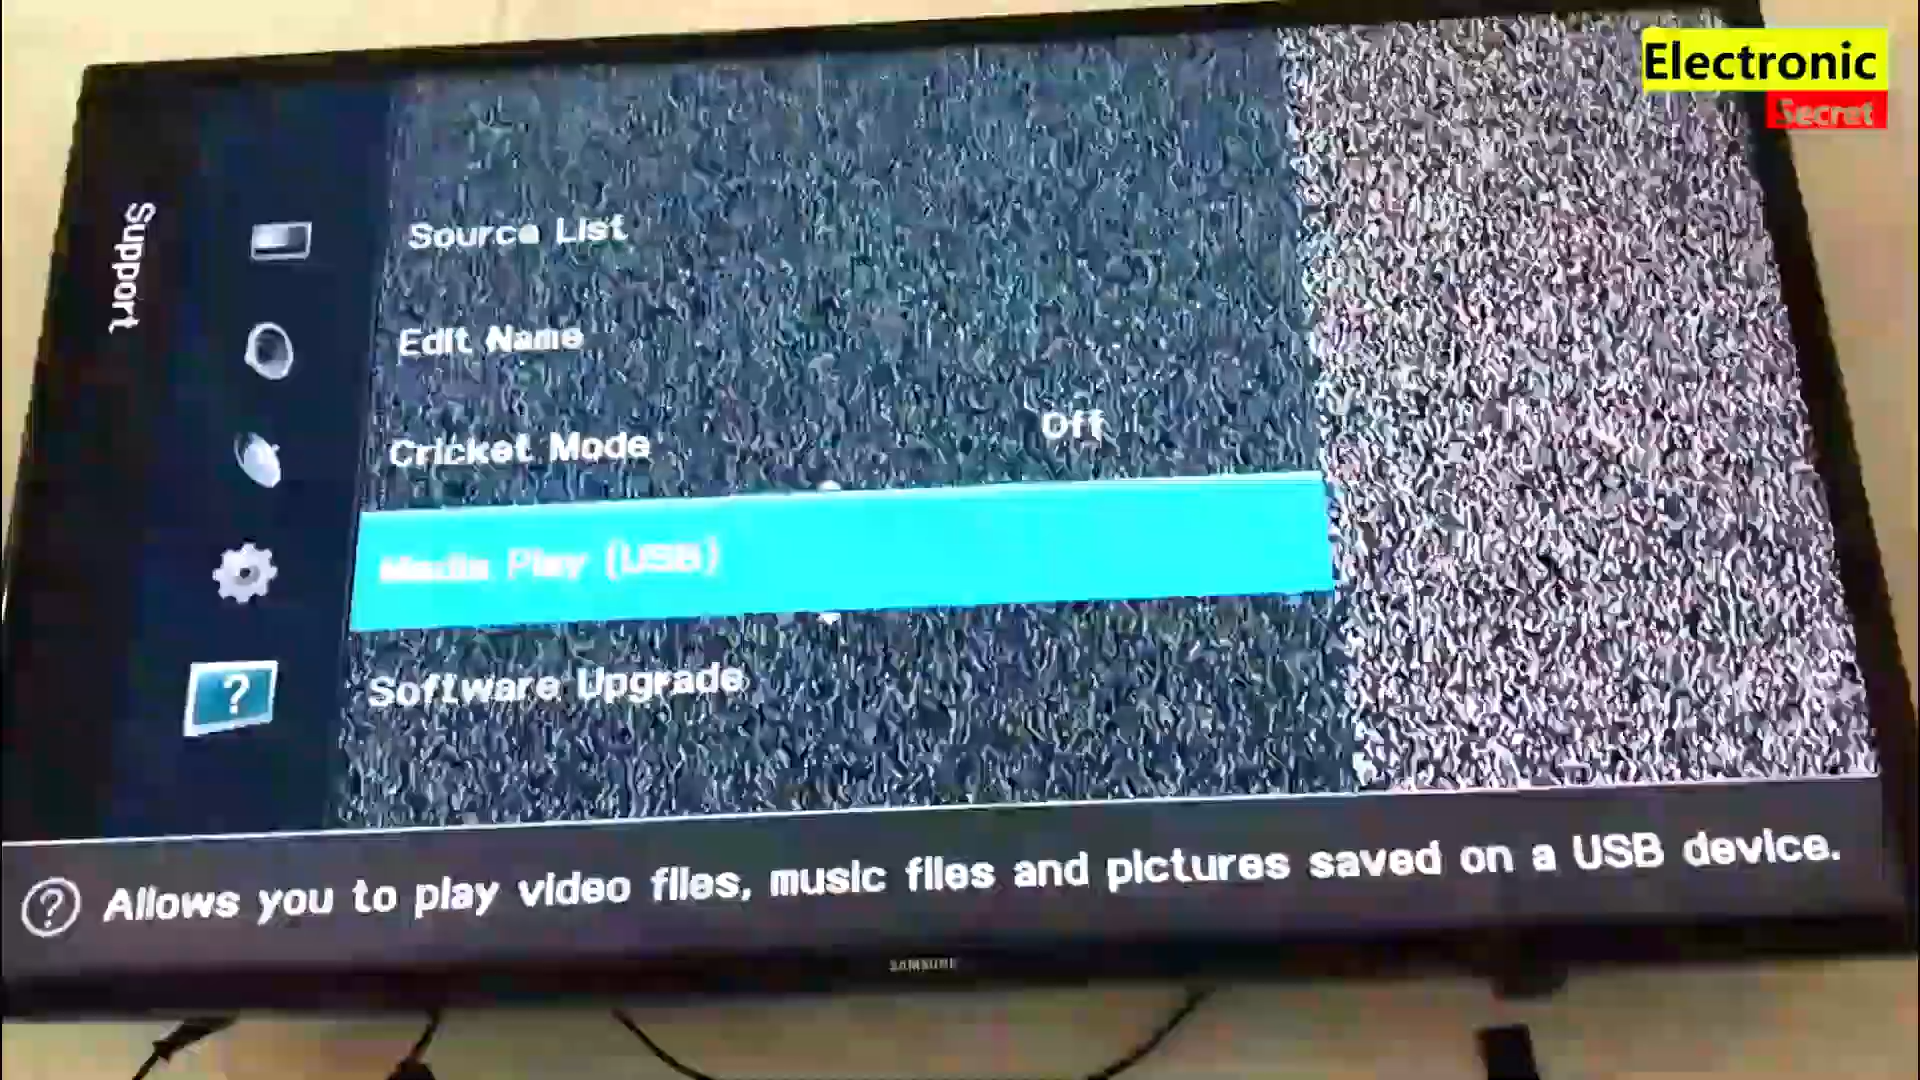 Electronic
Secret
Support
Source List
Edit Name
Cricket Mode Off
Media Play (USB)
Software Upgrade
? Allows you to play video files, music files and pictures saved on a USB device.
SAMSUNG